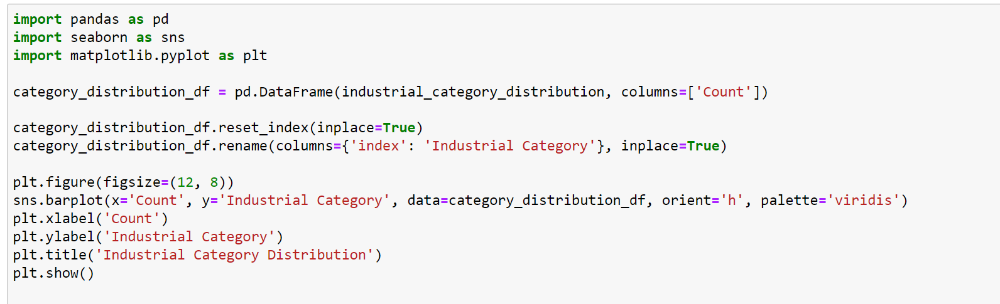 import pandas as pd
import seaborn as sns
import matplotlib.pyplot as plt
category_distribution_df = pd.DataFrame(industrial_category_distribution, columns=['Count'])
category_distribution_df.reset_index(inplace=True)
category_distribution_df.rename(columns={'index': 'Industrial Category'}, inplace=True)
plt.figure(figsize=(12, 8))
sns.barplot(x='Count', y='Industrial Category', data=category_distribution_df, orient='h', palette='viridis')
plt.xlabel('Count')
plt.ylabel('Industrial Category')
plt.title('Industrial Category Distribution')
plt.show()